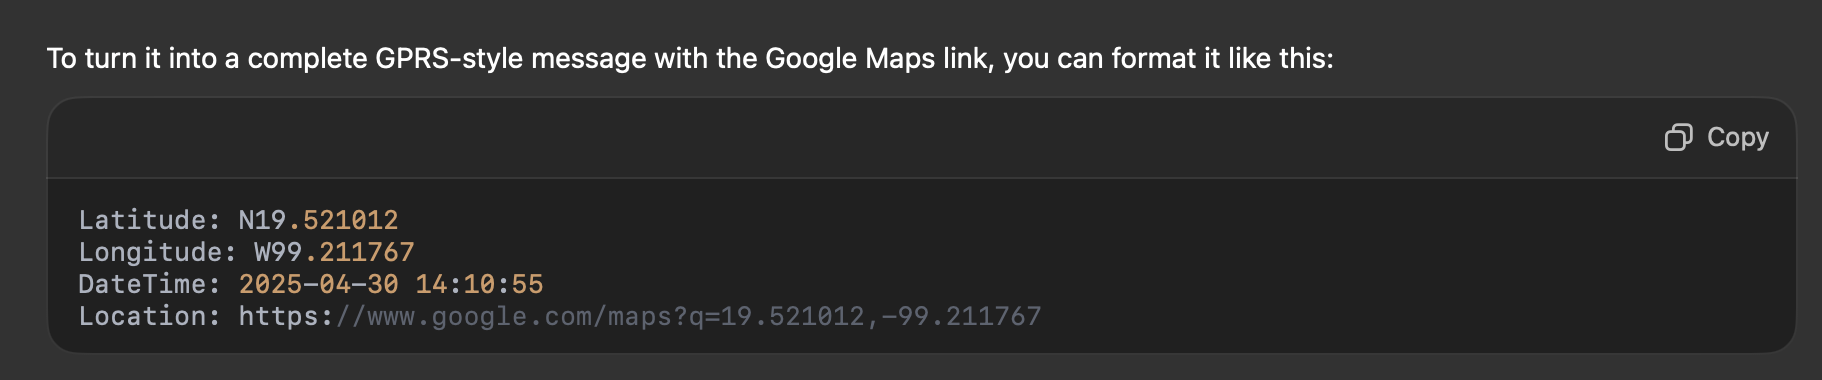 To turn it into a complete GPRS-style message with the Google Maps link, you can format it like this:
Copy
Latitude: N19.521012
Longitude: W99.211767
DateTime: 2025-04-30 14:10:55
Location: https://www.google.com/maps?q=19.521012,-99.211767